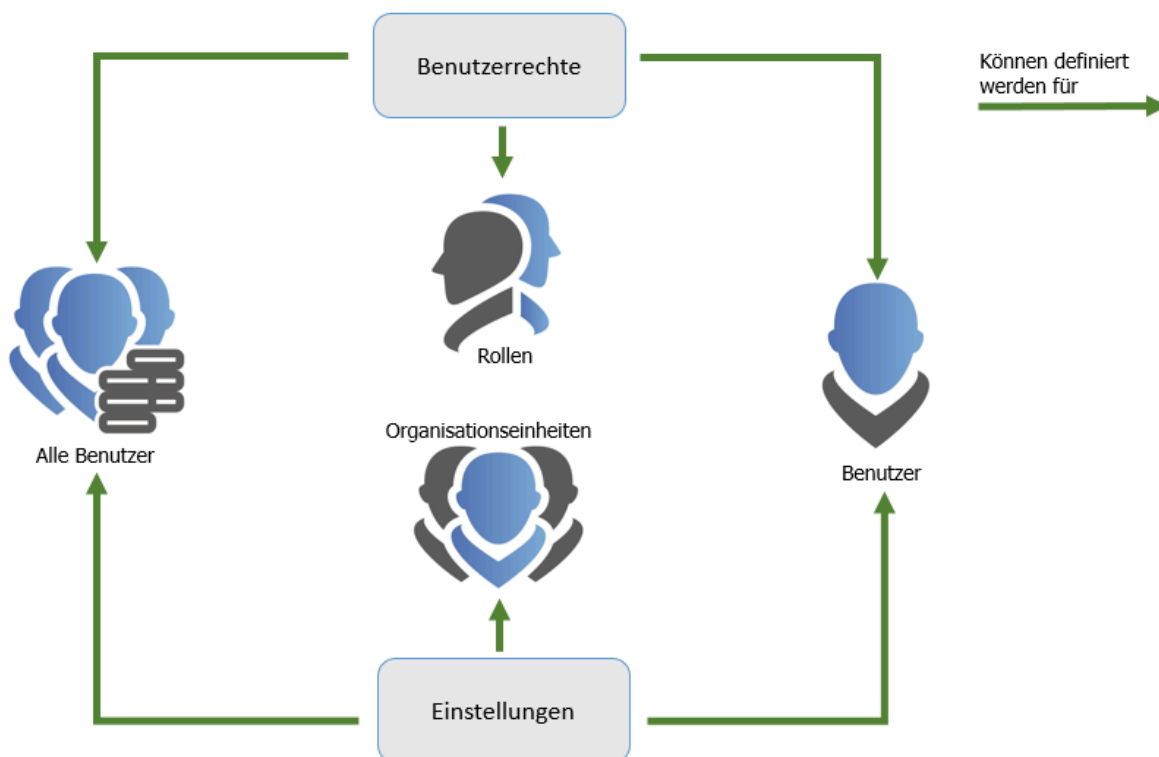 Benutzerrechte
Können definiert
werden für
Rollen
Alle Benutzer
Organisationseinheiten
Benutzer
Einstellungen